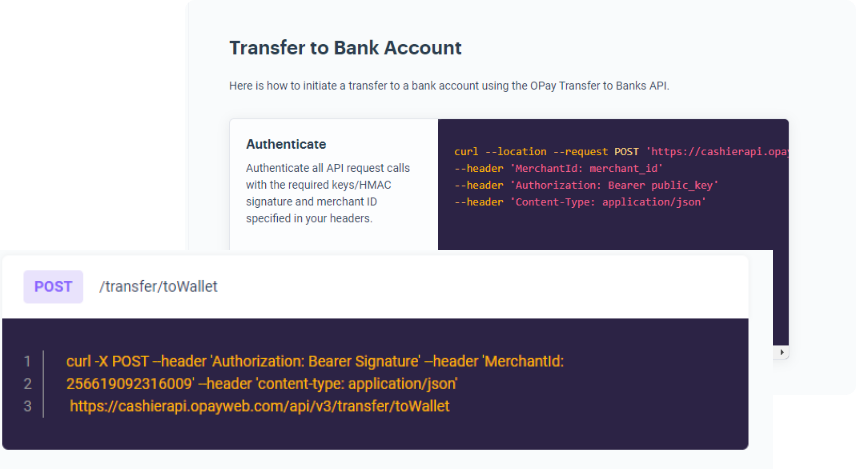 Transfer to Bank Account
Here is how to initiate a transfer to a bank account using the OPay Transfer to Banks API.
Authenticate
Authenticate all API request calls
with the required keys/HMAC
signature and merchant ID
specified in your headers.
curl --location --request POST 'https://cashierapi.opay
--header 'MerchantId: merchant_id'
--header 'Authorization: Bearer public_key'
--header 'Content-Type: application/json'
POST /transfer/toWallet
1 curl -X POST --header 'Authorization: Bearer Signature' --header 'MerchantId:
2 256619092316009' --header 'content-type: application/json'
3 https://cashierapi.opayweb.com/api/v3/transfer/toWallet